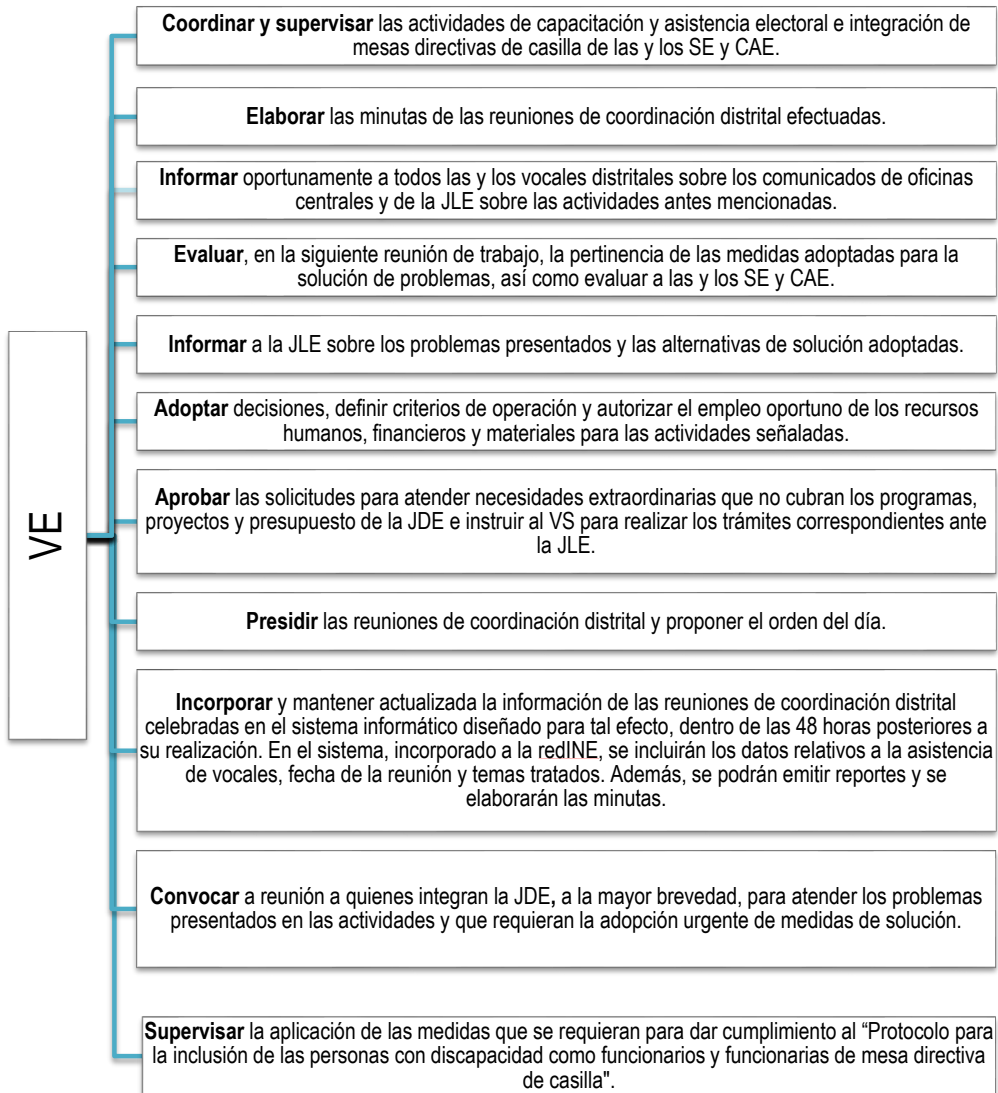 VE
Coordinar y supervisar las actividades de capacitación y asistencia electoral e integración de
mesas directivas de casilla de las y los SE y CAE.
Elaborar las minutas de las reuniones de coordinación distrital efectuadas.
Informar oportunamente a todos las y los vocales distritales sobre los comunicados de oficinas
centrales y de la JLE sobre las actividades antes mencionadas.
Evaluar, en la siguiente reunión de trabajo, la pertinencia de las medidas adoptadas para la
solución de problemas, así como evaluar a las y los SE y CAE.
Informar a la JLE sobre los problemas presentados y las alternativas de solución adoptadas.
Adoptar decisiones, definir criterios de operación y autorizar el empleo oportuno de los recursos
humanos, financieros y materiales para las actividades señaladas.
Aprobar las solicitudes para atender necesidades extraordinarias que no cubran los programas,
proyectos y presupuesto de la JDE e instruir al VS para realizar los trámites correspondientes ante
la JLE.
Presidir las reuniones de coordinación distrital y proponer el orden del día.
Incorporar y mantener actualizada la información de las reuniones de coordinación distrital
celebradas en el sistema informático diseñado para tal efecto, dentro de las 48 horas posteriores a
su realización. En el sistema, incorporado a la redINE, se incluirán los datos relativos a la asistencia
de vocales, fecha de la reunión y temas tratados. Además, se podrán emitir reportes y se
elaborarán las minutas.
Convocar a reunión a quienes integran la JDE, a la mayor brevedad, para atender los problemas
presentados en las actividades y que requieran la adopción urgente de medidas de solución.
Supervisar la aplicación de las medidas que se requieran para dar cumplimiento al “Protocolo para
la inclusión de las personas con discapacidad como funcionarios y funcionarias de mesa directiva
de casilla".